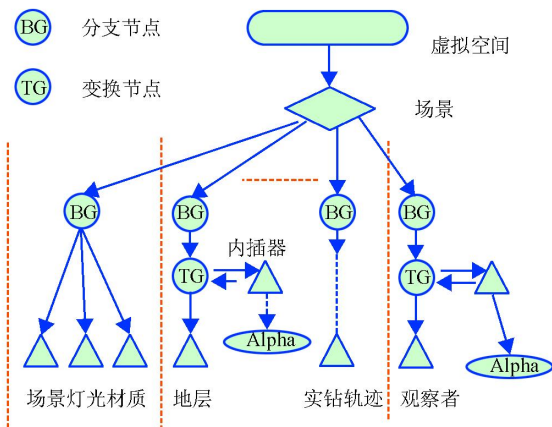 BG 分支节点
虚拟空间
TG 变换节点
场景
BG BG BG BG
内插器
TG TG
Alpha
Alpha
场景灯光材质 地层 实钻轨迹 观察者